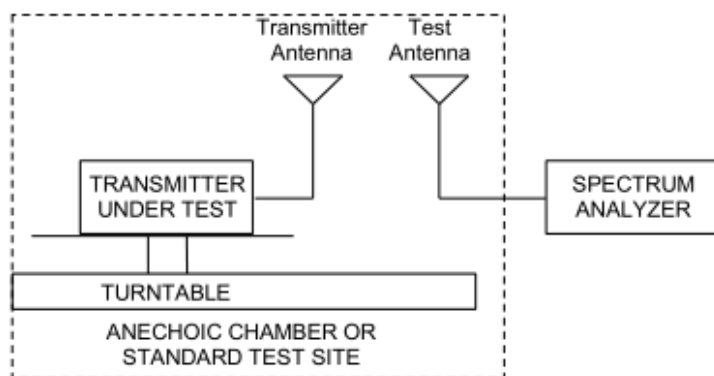 Transmitter
Antenna
Test
Antenna
TRANSMITTER
UNDER TEST
SPECTRUM
ANALYZER
TURNTABLE
ANECHOIC CHAMBER OR
STANDARD TEST SITE